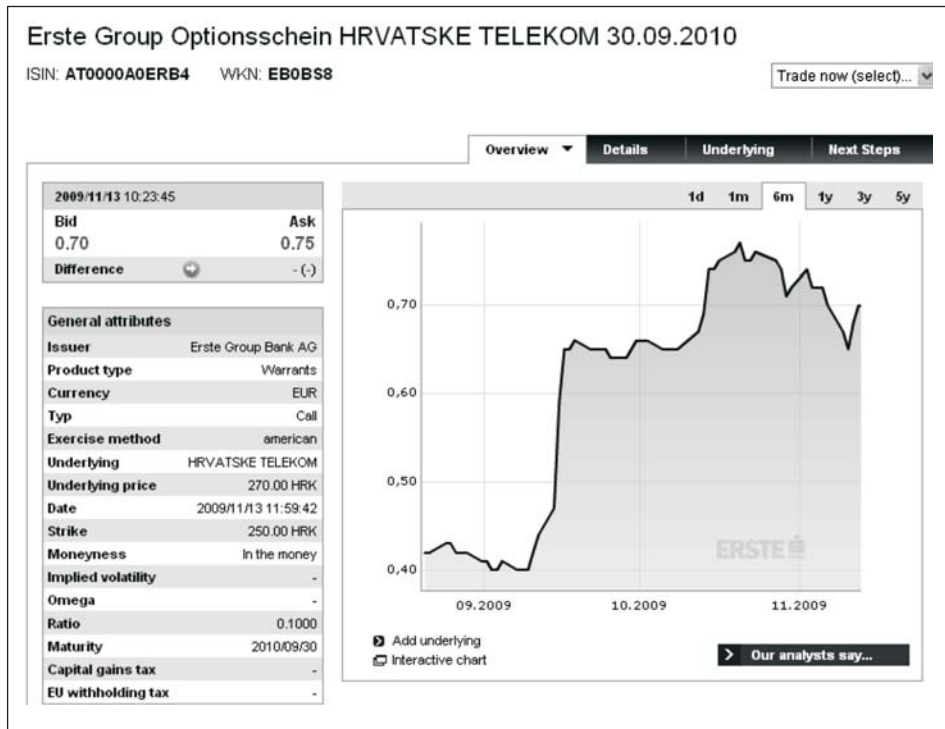 Erste Group Optionsschein HRVATSKE TELEKOM 30.09.2010
ISIN: AT0000A0ERB4 WKN: EB0BS8
Trade now (select)...
Overview Details Underlying Next Steps
2009/11/13 10:23:45
Bid Ask
0.70 0.75
Difference - (-)
General attributes
Issuer Erste Group Bank AG
Product type Warrants
Currency EUR
Typ Call
Exercise method american
Underlying HRVATSKE TELEKOM
Underlying price 270.00 HRK
Date 2009/11/13 11:59:42
Strike 250.00 HRK
Moneyness In the money
Implied volatility -
Omega -
Ratio 0.1000
Maturity 2010/09/30
Capital gains tax -
EU withholding tax -
1d 1m 6m 1y 3y 5y
0,70
0,60
0,50
0,40
ERSTE
09.2009 10.2009 11.2009
Add underlying
Interactive chart
Our analysts say...